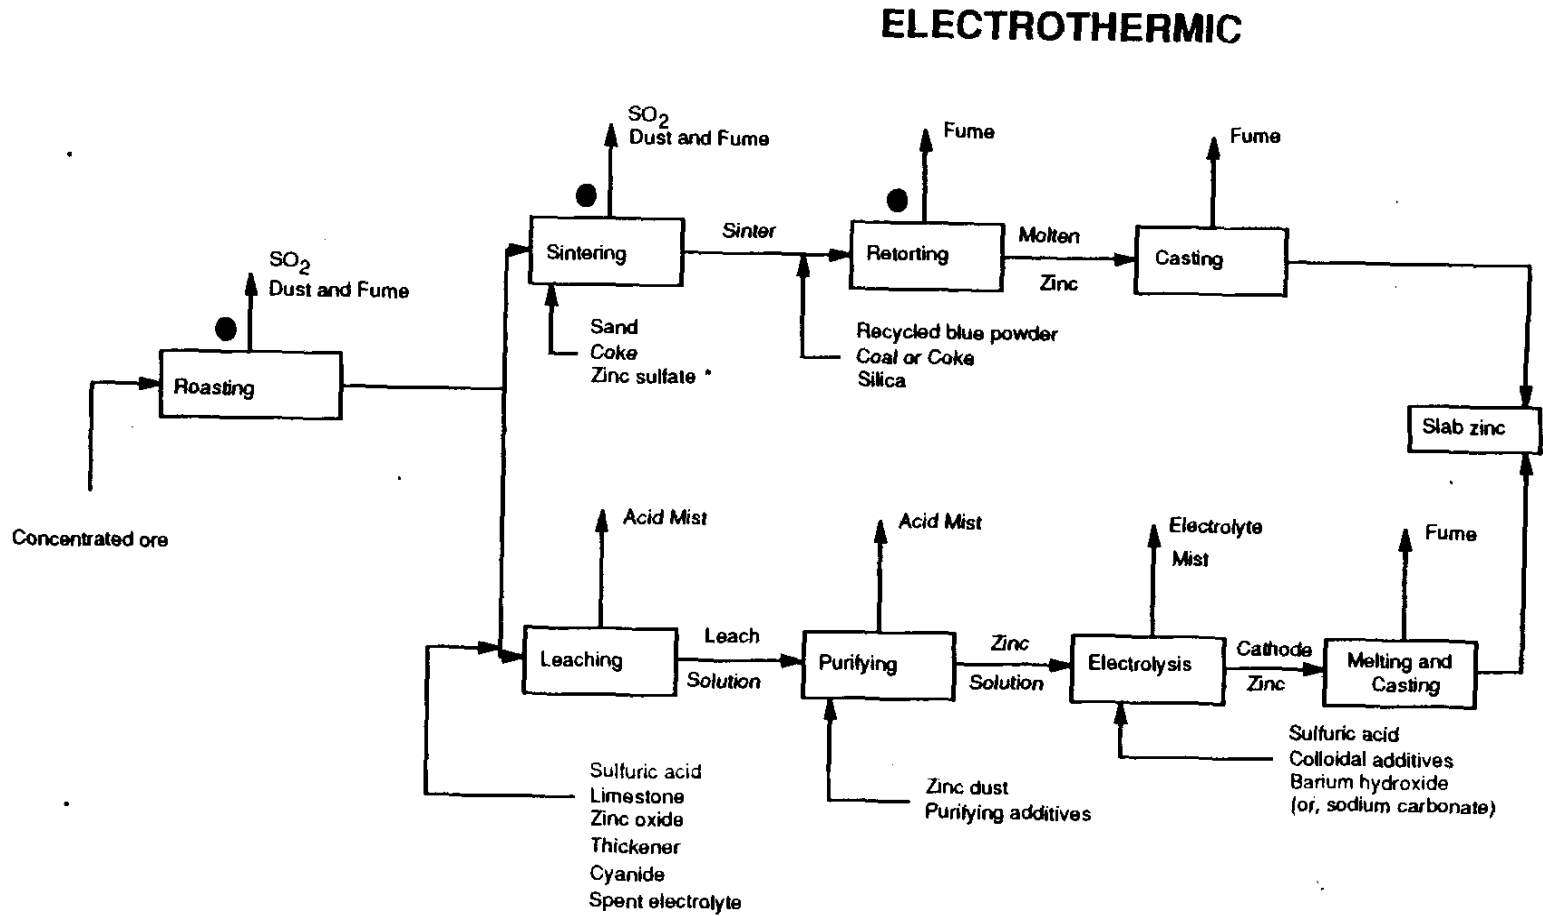 ELECTROTHERMIC
SO2
Dust and Fume
Fume
Fume
Sintering
Sinter
Retorting
Molten
Zinc
Casting
SO2
Dust and Fume
Sand
Coke
Zinc sulfate *
Recycled blue powder
Coal or Coke
Silica
Roasting
Slab zinc
Concentrated ore
Acid Mist
Acid Mist
Electrolyte
Mist
Fume
Leaching
Leach
Solution
Purifying
Zinc
Solution
Electrolysis
Cathode
Zinc
Melting and
Casting
Sulfuric acid
Limestone
Zinc oxide
Thickener
Cyanide
Spent electrolyte
Zinc dust
Purifying additives
Sulfuric acid
Colloidal additives
Barium hydroxide
(or, sodium carbonate)